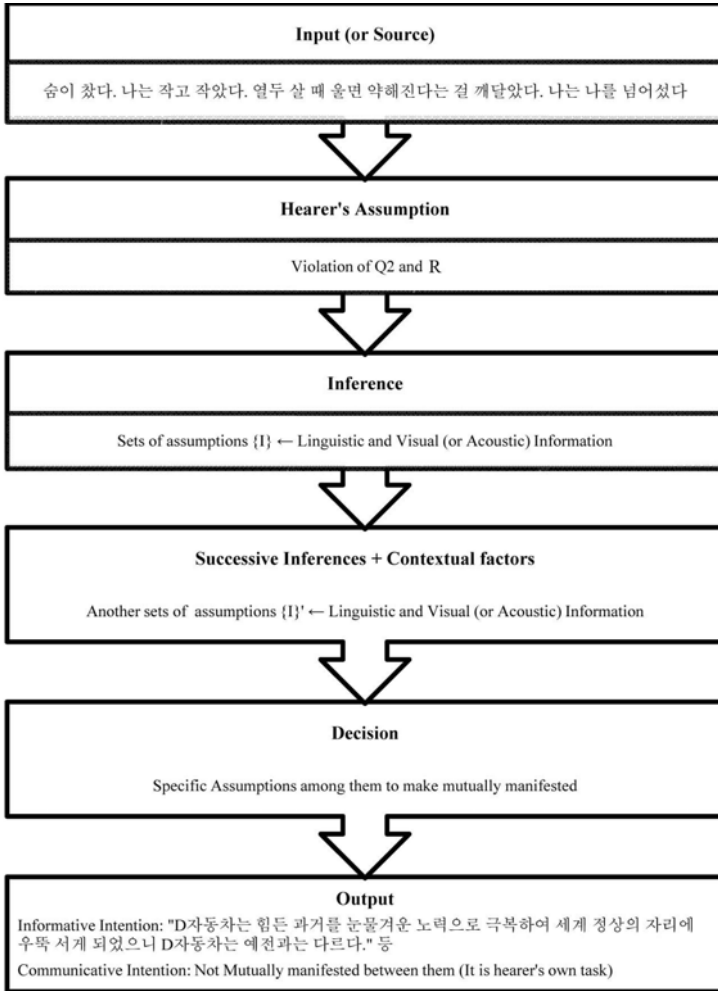 Input (or Source)
숨이 찼다. 나는 작고 작았다. 열두 살 때 울면 약해진다는 걸 깨달았다. 나는 나를 넘어섰다
Hearer's Assumption
Violation of Q2 and R
Inference
Sets of assumptions {I} ← Linguistic and Visual (or Acoustic) Information
Successive Inferences + Contextual factors
Another sets of assumptions {I}' ← Linguistic and Visual (or Acoustic) Information
Decision
Specific Assumptions among them to make mutually manifested
Output
Informative Intention: "D자동차는 힘든 과거를 눈물겨운 노력으로 극복하여 세계 정상의 자리에
우뚝 서게 되었으니 D자동차는 예전과는 다르다." 등
Communicative Intention: Not Mutually manifested between them (It is hearer's own task)